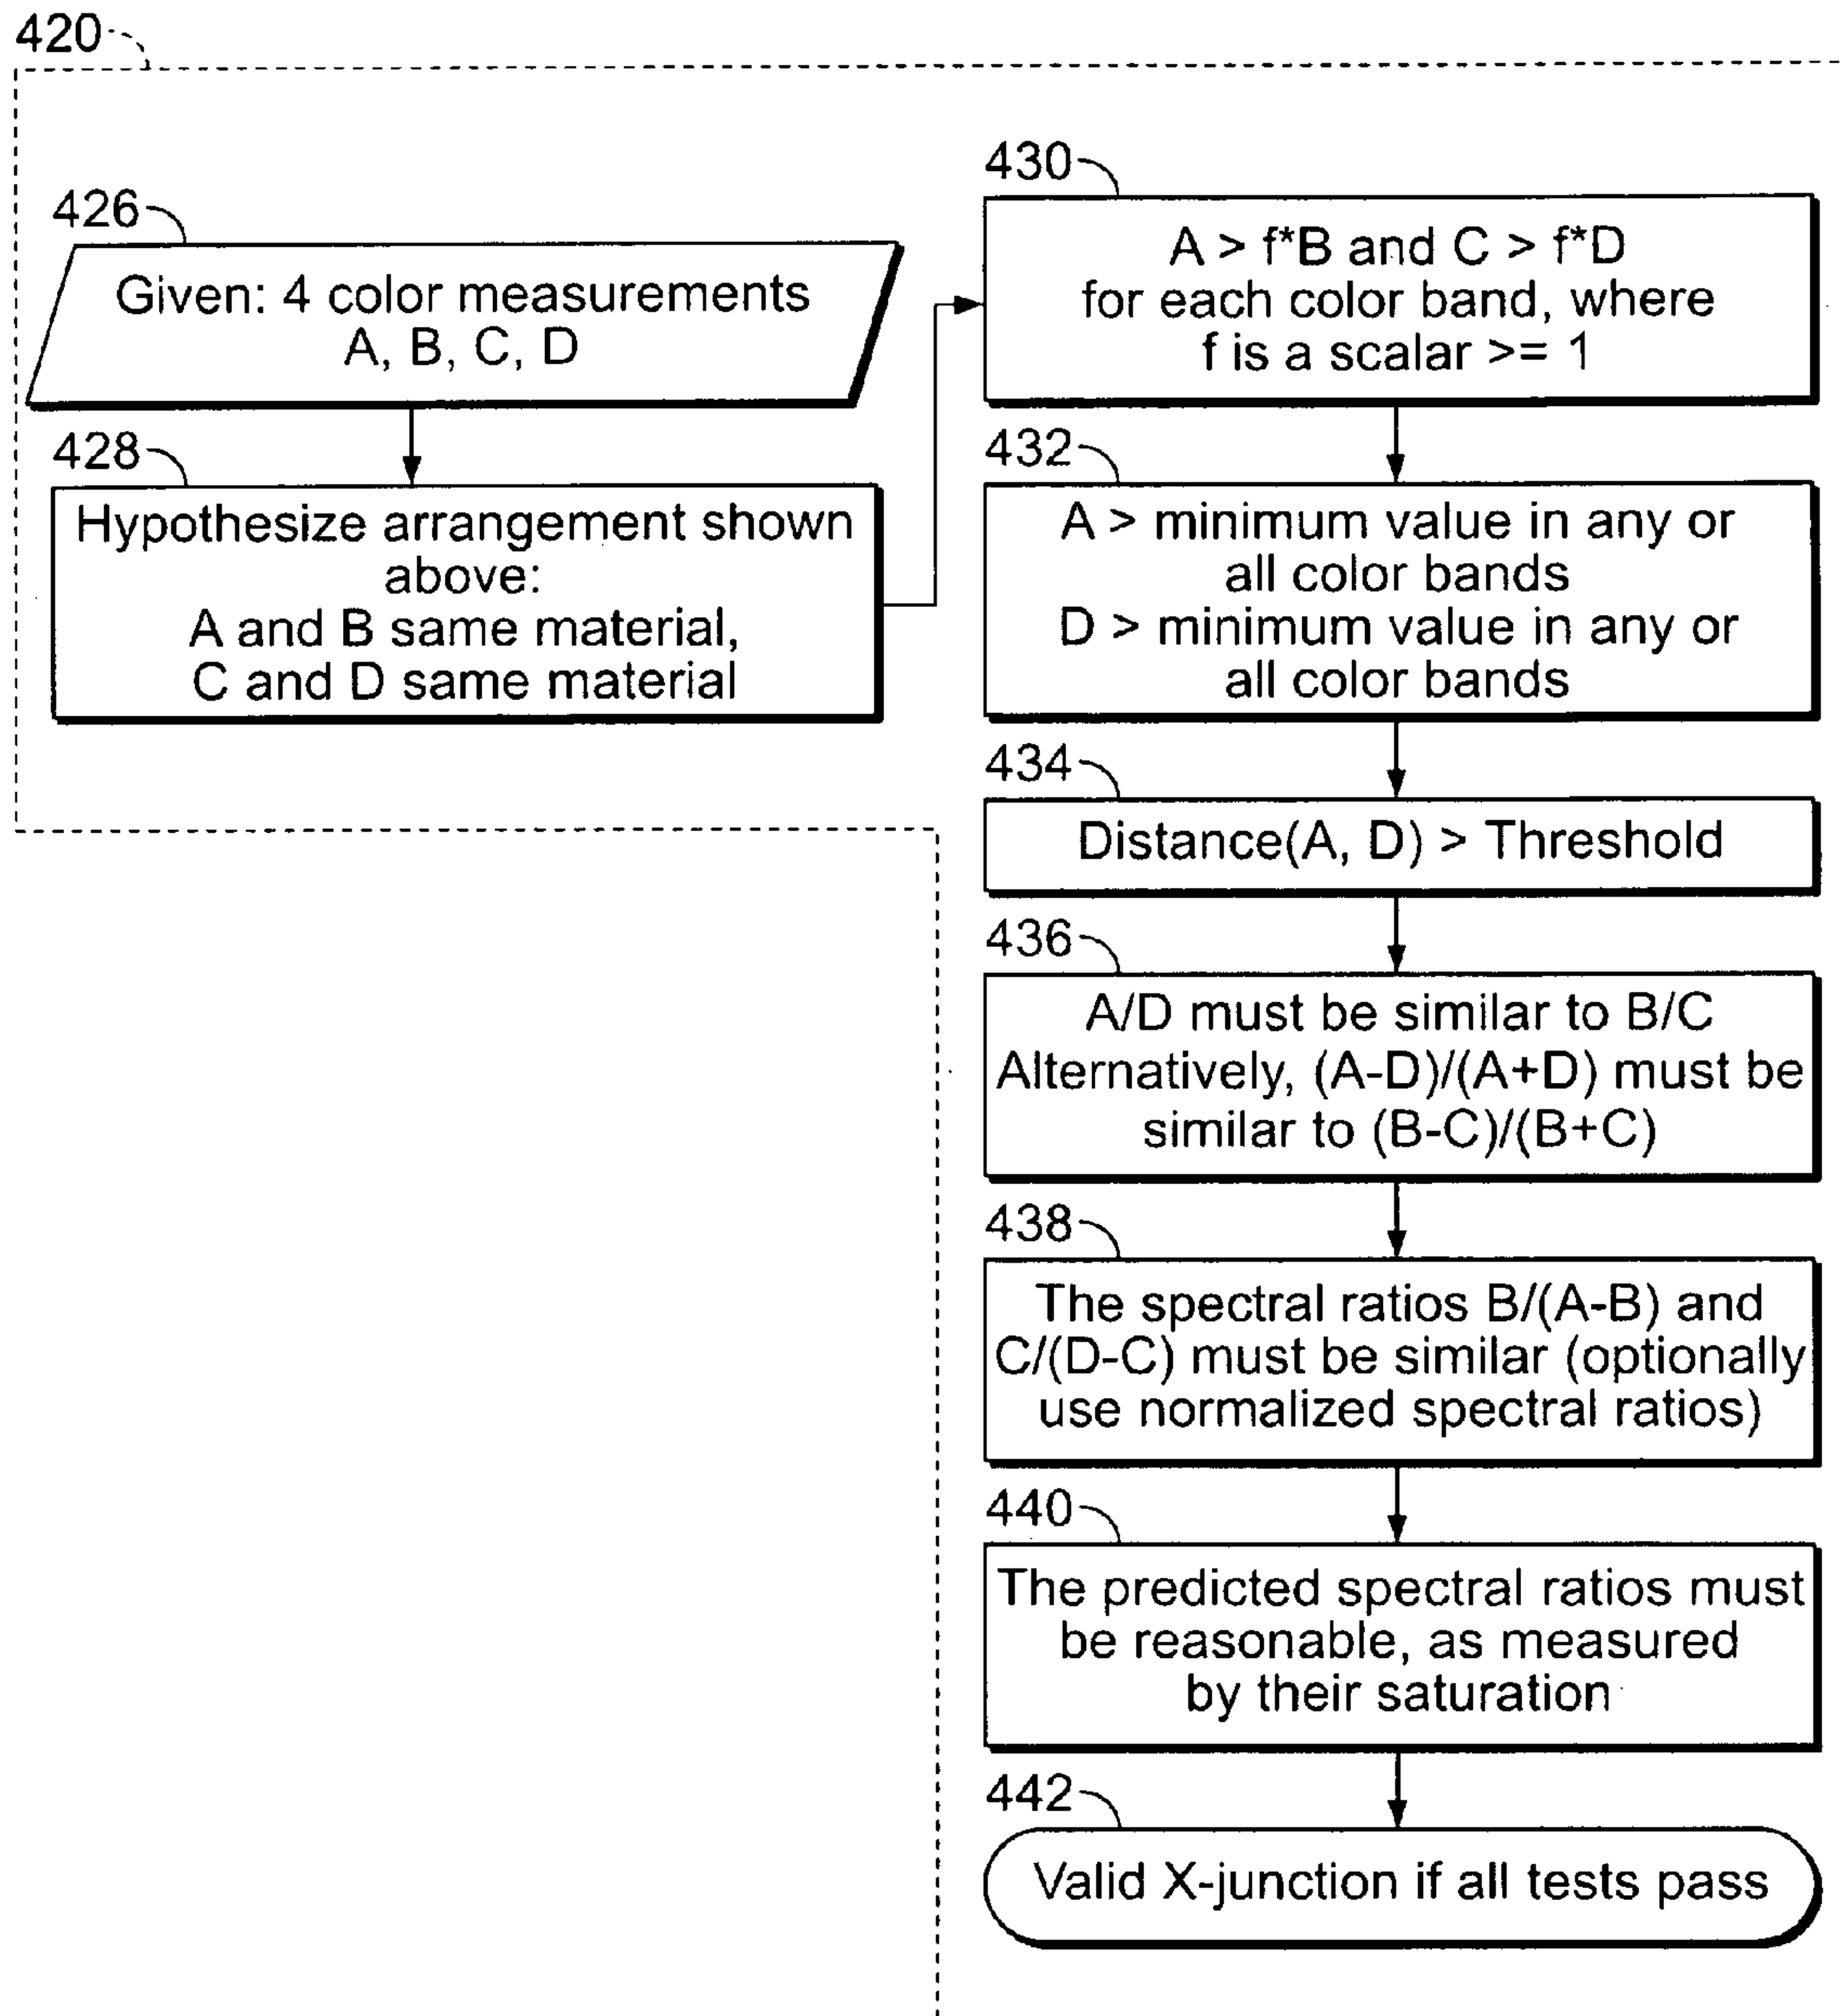 420
426
Given: 4 color measurements
A, B, C, D
428
Hypothesize arrangement shown
above:
A and B same material,
C and D same material
430
A > f*B and C > f*D
for each color band, where
f is a scalar >= 1
432
A > minimum value in any or
all color bands
D > minimum value in any or
all color bands
434
Distance(A, D) > Threshold
436
A/D must be similar to B/C
Alternatively, (A-D)/(A+D) must be
similar to (B-C)/(B+C)
438
The spectral ratios B/(A-B) and
C/(D-C) must be similar (optionally
use normalized spectral ratios)
440
The predicted spectral ratios must
be reasonable, as measured
by their saturation
442
Valid X-junction if all tests pass